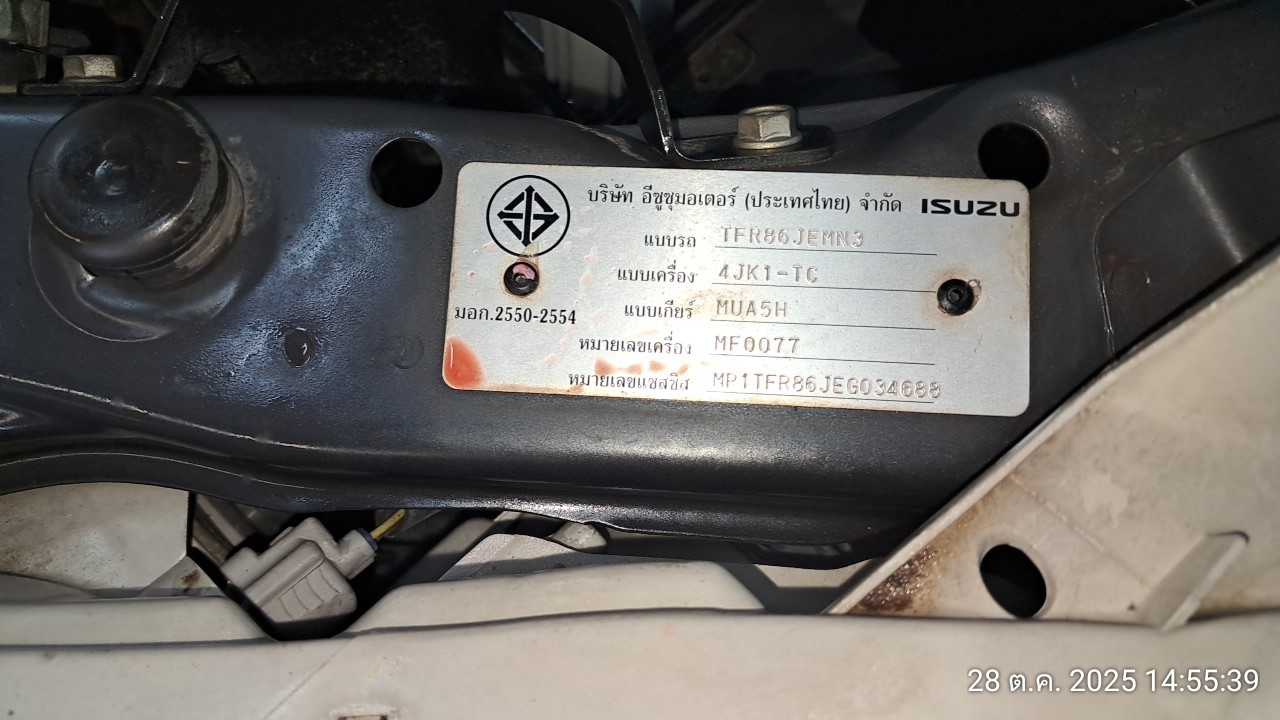 บริษัท อีซูซุมอเตอร์ (ประเทศไทย) จำกัด ISUZU
แบบรถ TFR86JEMN3
แบบเครื่อง 4JK1-TC
มอก.2550-2554 แบบเกียร์ MUA5H
หมายเลขเครื่อง MF0077
หมายเลขแชสซีส MP1TFR86JEG034688
28 ต.ค. 2025 14:55:39